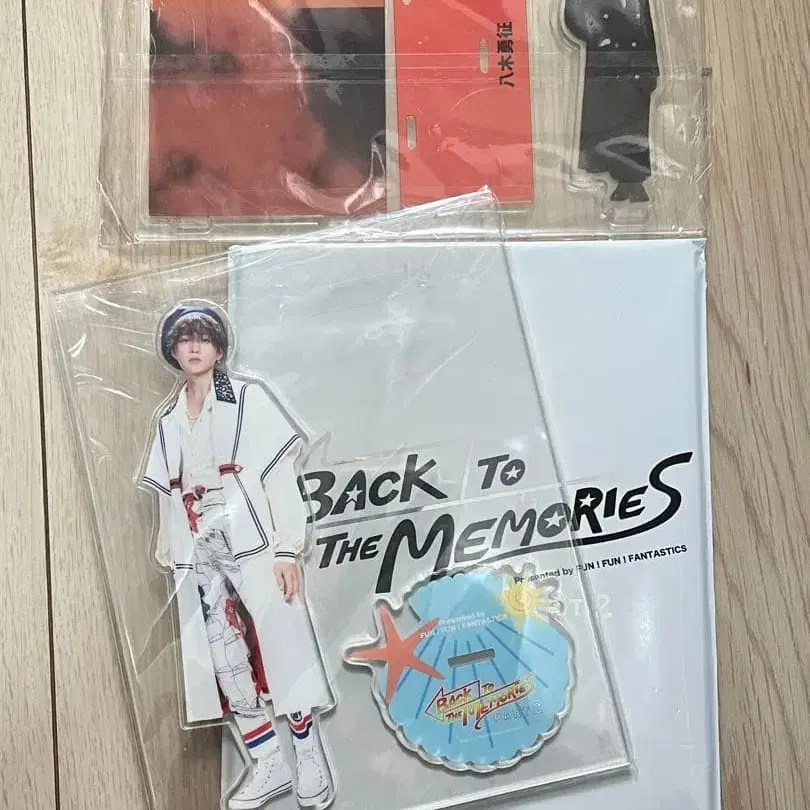 八木勇征
BACK TO
THE MEMORIES
Presented by FUN ! FUN ! FANTASTICS
PART 2
Presented by
FUN ! FUN ! FANTASTICS
BACK TO
THE MEMORIES
PART 2